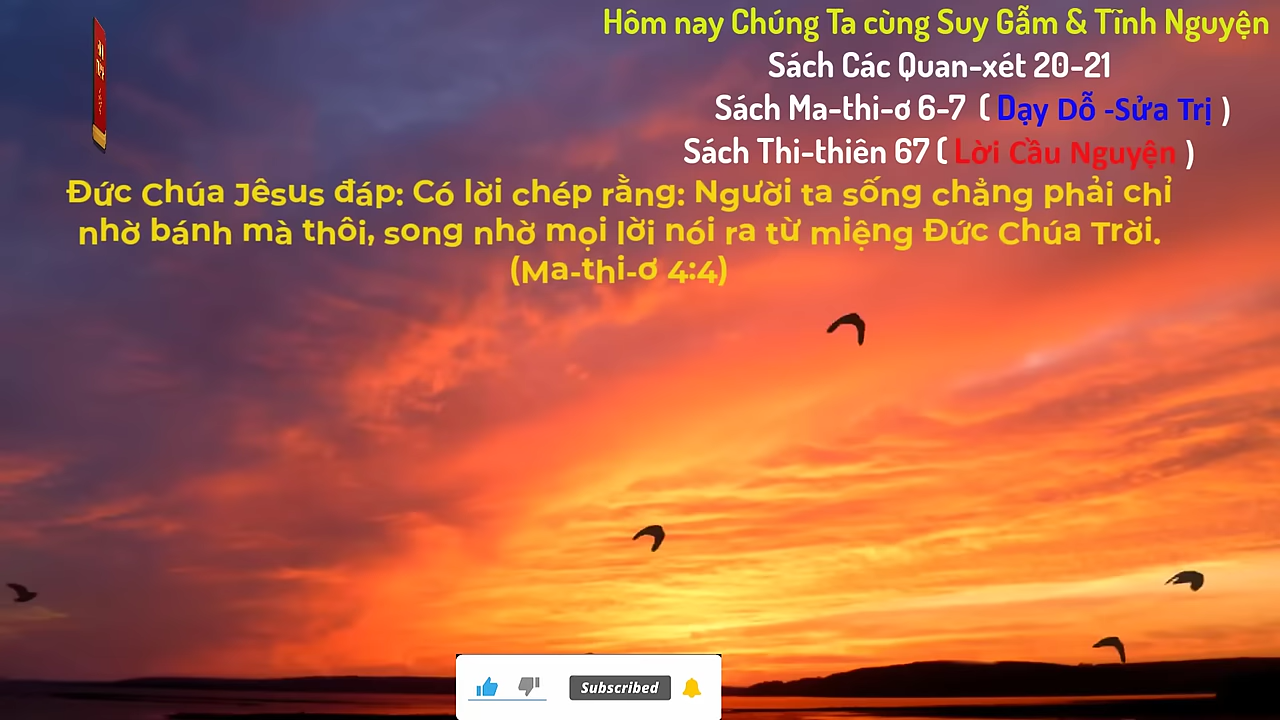 Hôm nay Chúng Ta cùng Suy Gẫm & Tĩnh Nguyện
Sách Các Quan-xét 20-21
Sách Ma-thi-ơ 6-7 ( Dạy Dỗ -Sửa Trị )
Sách Thi-thiên 67 ( Lời Cầu Nguyện )
Đức Chúa Jêsus đáp: Có lời chép rằng: Người ta sống chẳng phải chỉ
nhờ bánh mà thôi, song nhờ mọi lời nói ra từ miệng Đức Chúa Trời.
(Ma-thi-ơ 4:4)
Subscribed